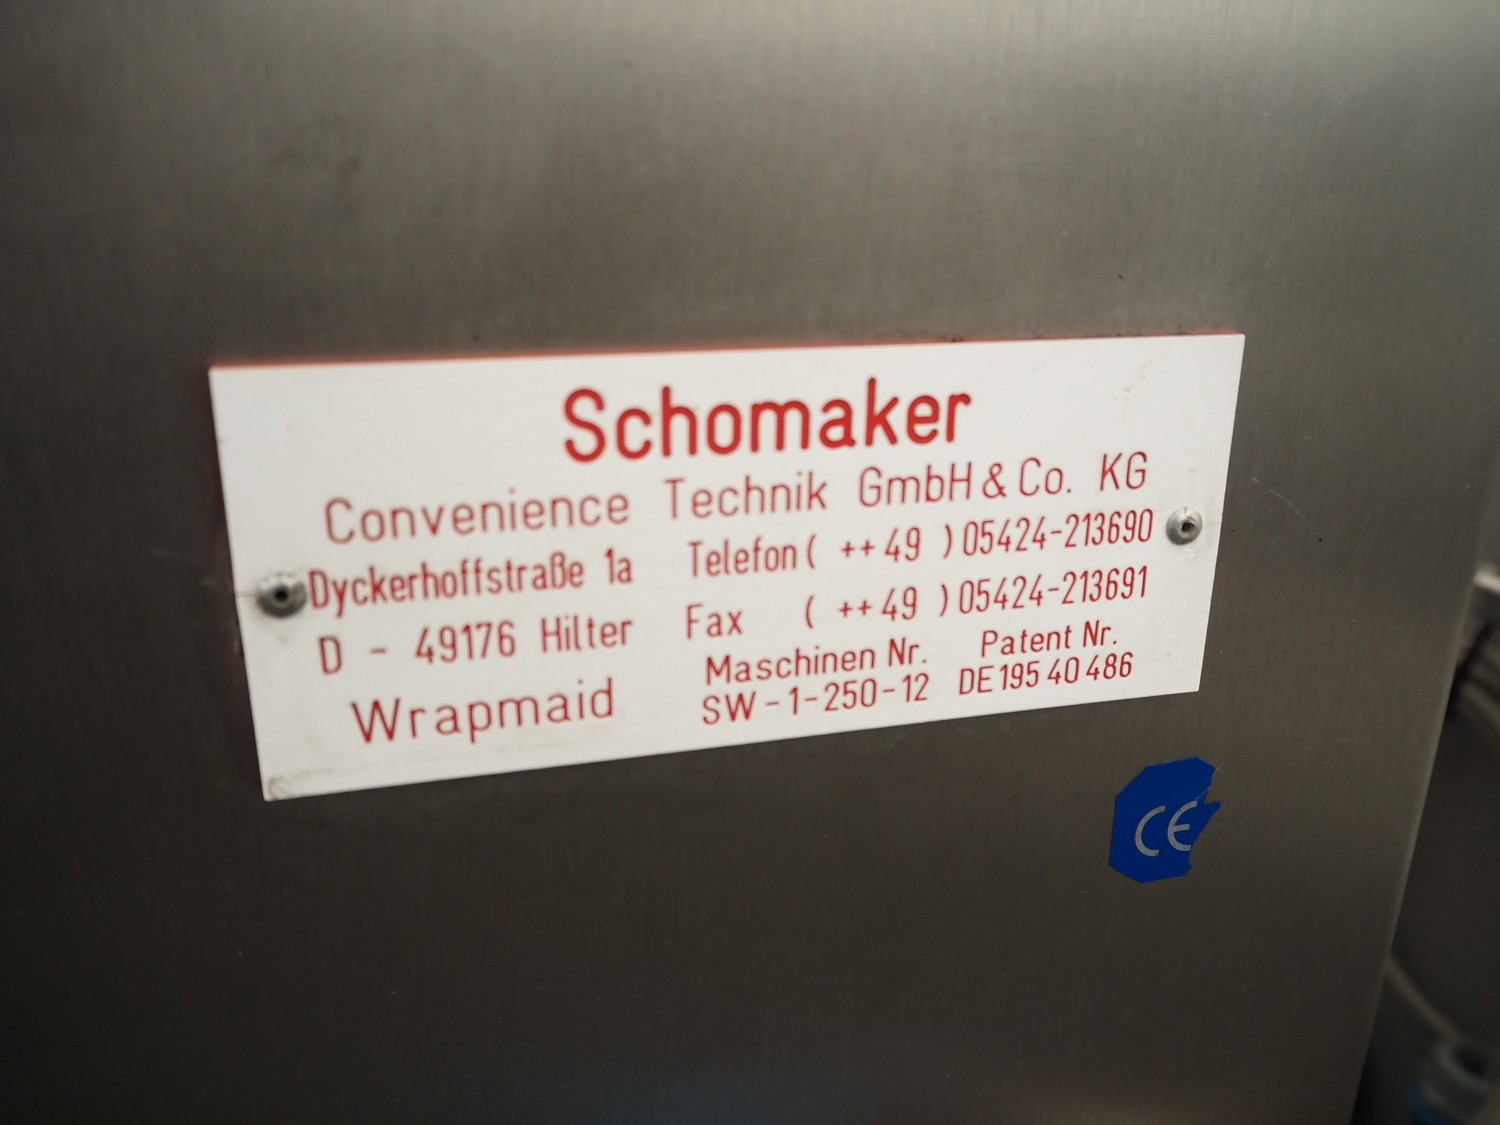 Schomaker
Convenience Technik GmbH & Co. KG
Dyckerhoffstraße 1a Telefon ( ++49 ) 05424-213690
D - 49176 Hilter Fax ( ++49 ) 05424-213691
Wrapmaid
Maschinen Nr. Patent Nr.
SW-1-250-12 DE 195 40 486
CE